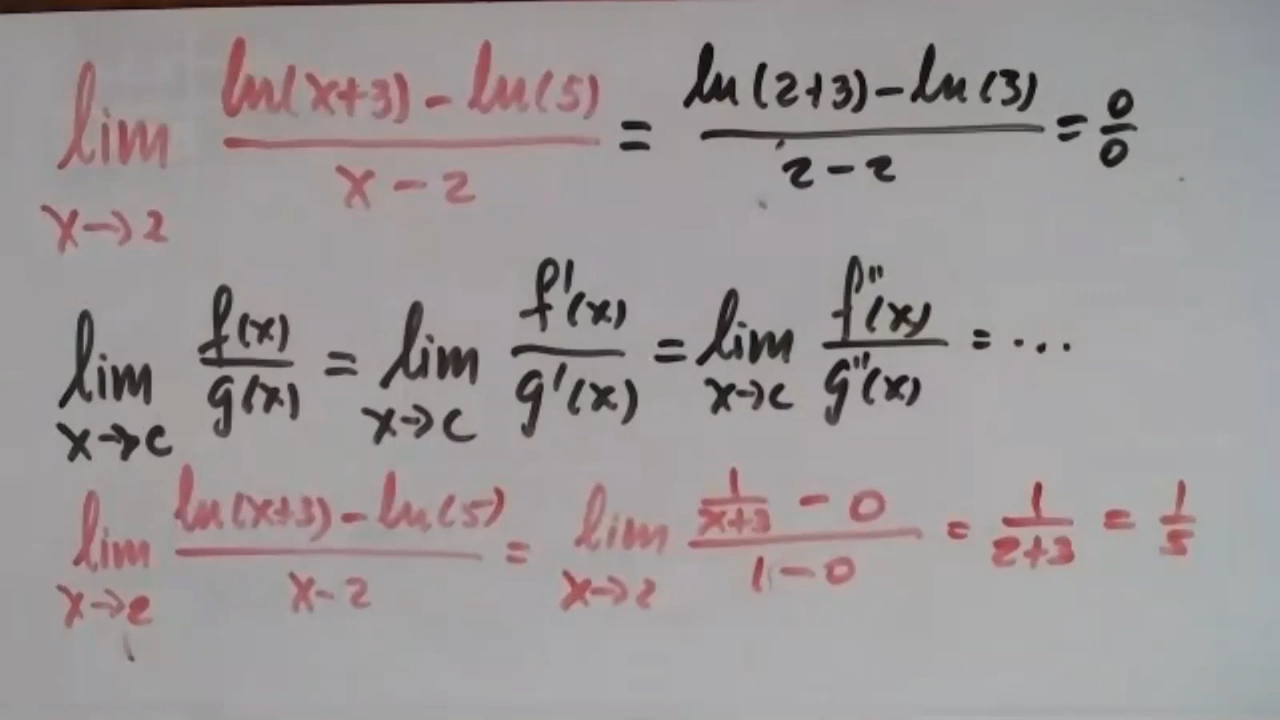 lim x→2 (ln(x+3) - ln(5))/(x-2) = (ln(2+3) - ln(3))/(2-2) = 0/0
lim x→c f(x)/g(x) = lim x→c f'(x)/g'(x) = lim x→c f''(x)/g''(x) = ...
lim x→2 (ln(x+3) - ln(5))/(x-2) = lim x→2 (1/(x+3) - 0)/(1-0) = 1/(2+3) = 1/5